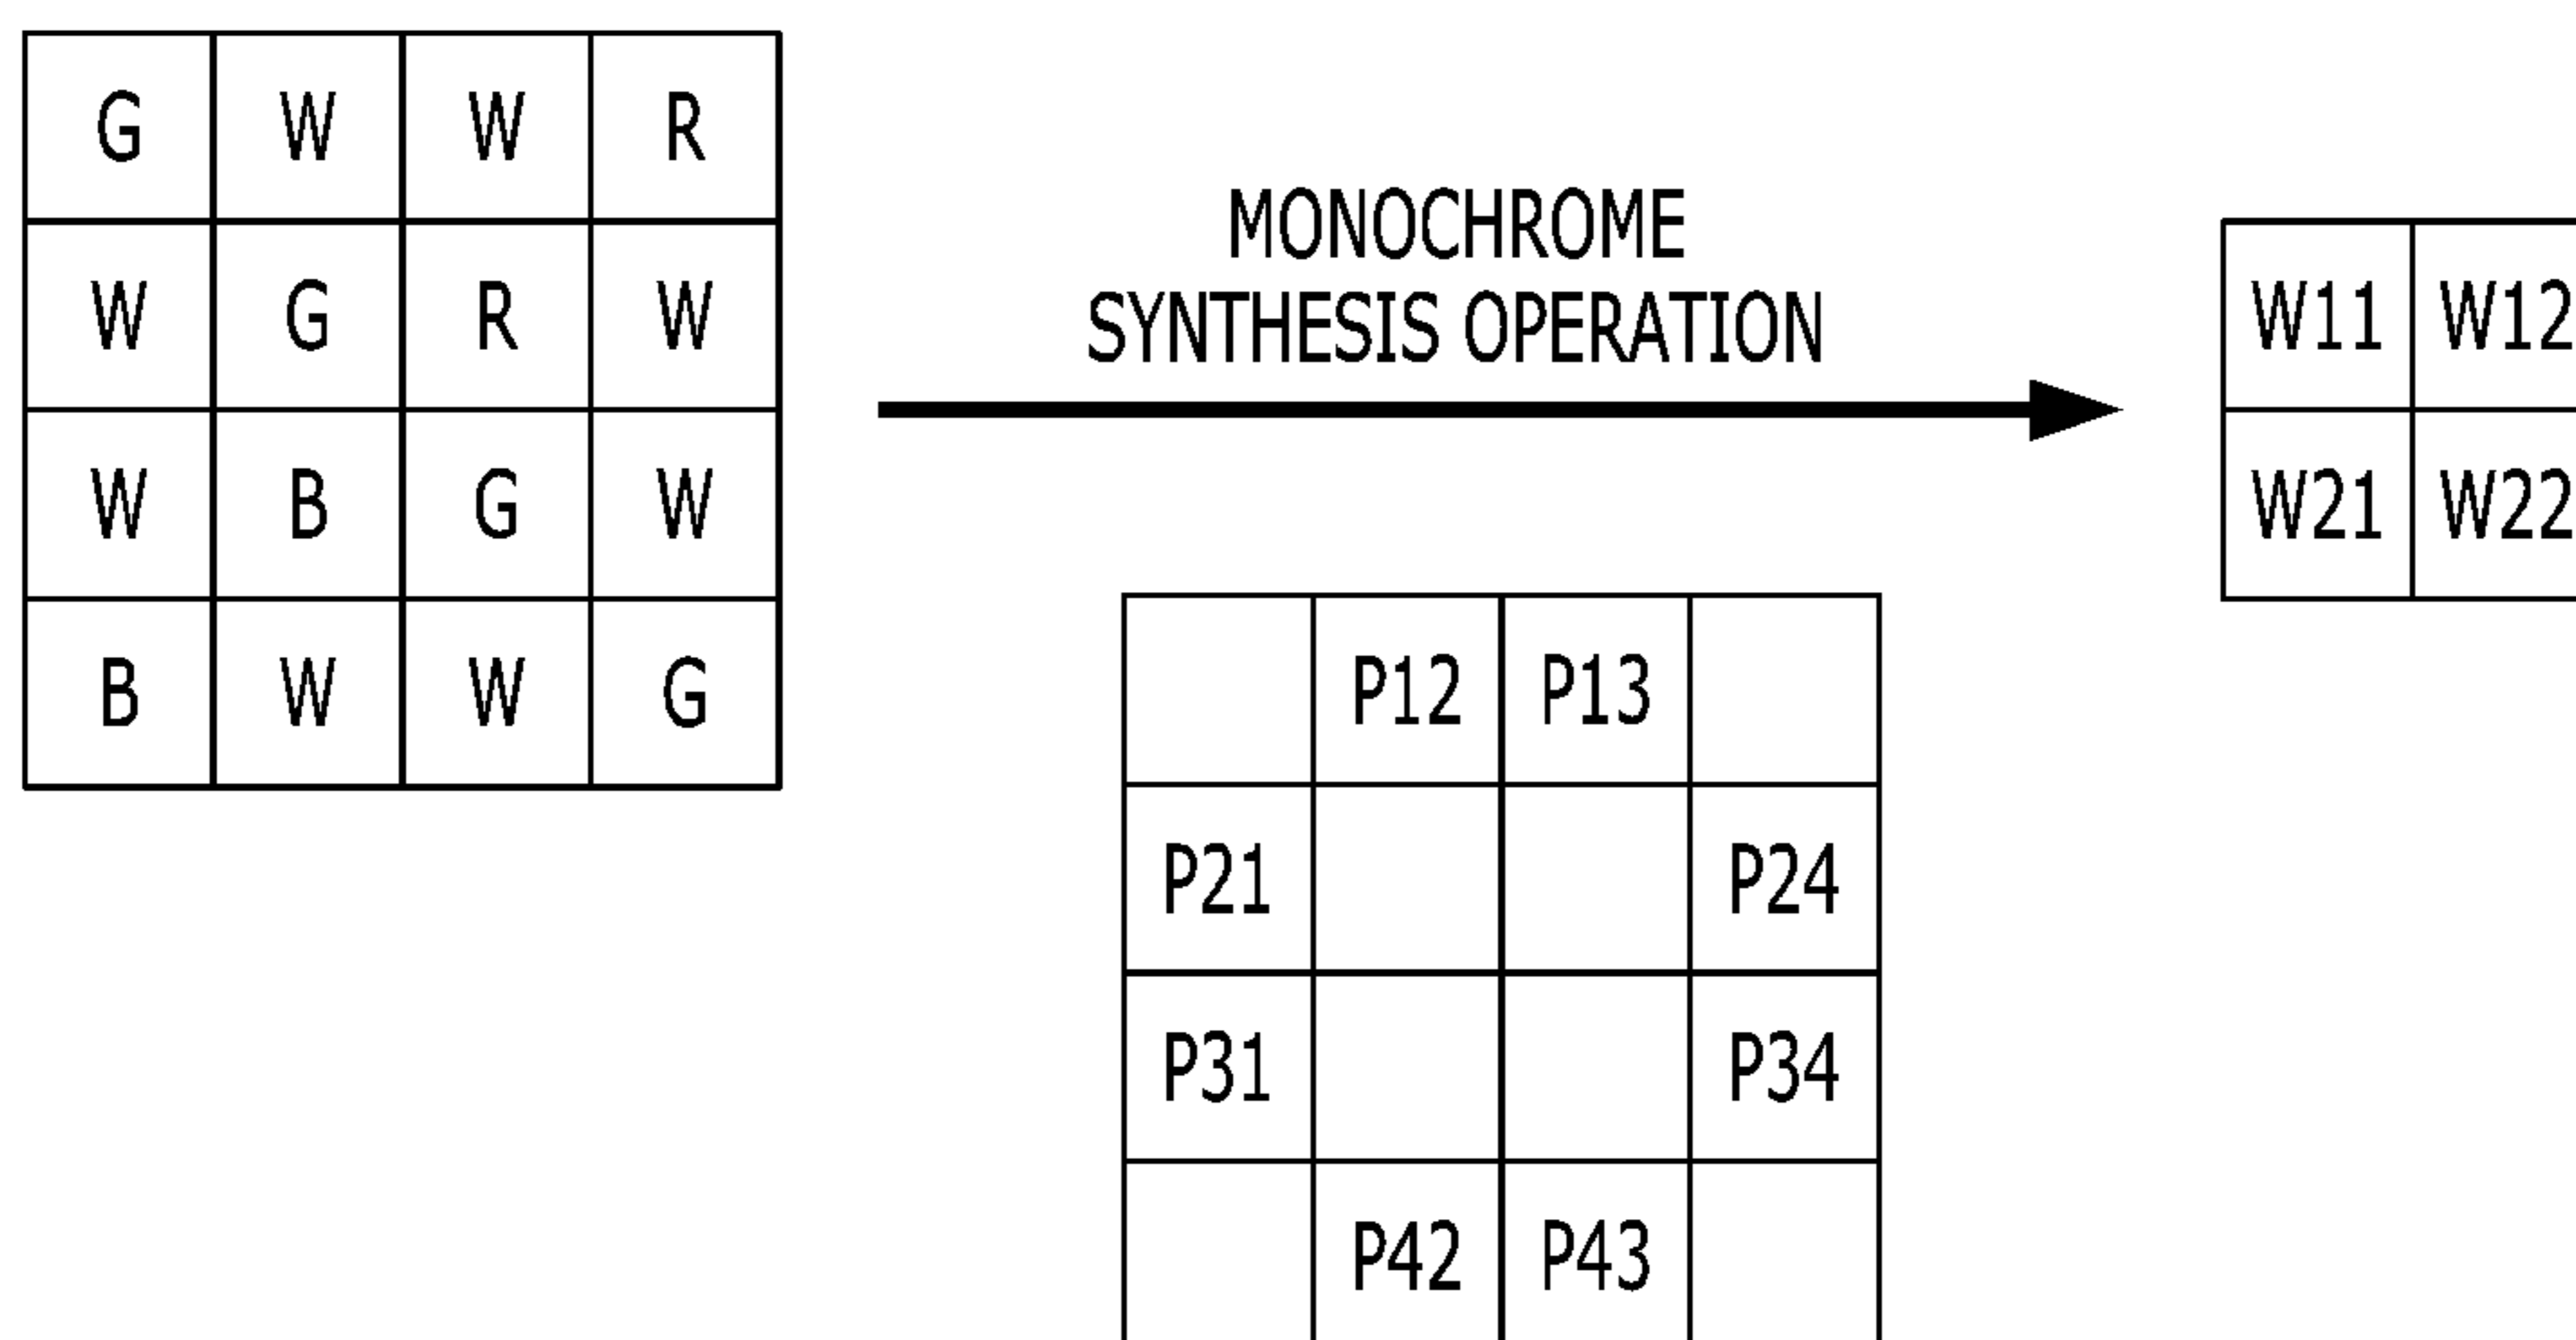 G W W R
W G R W
W B G W
B W W G
MONOCHROME
SYNTHESIS OPERATION
W11 W12
W21 W22
P12 P13
P21 P24
P31 P34
P42 P43